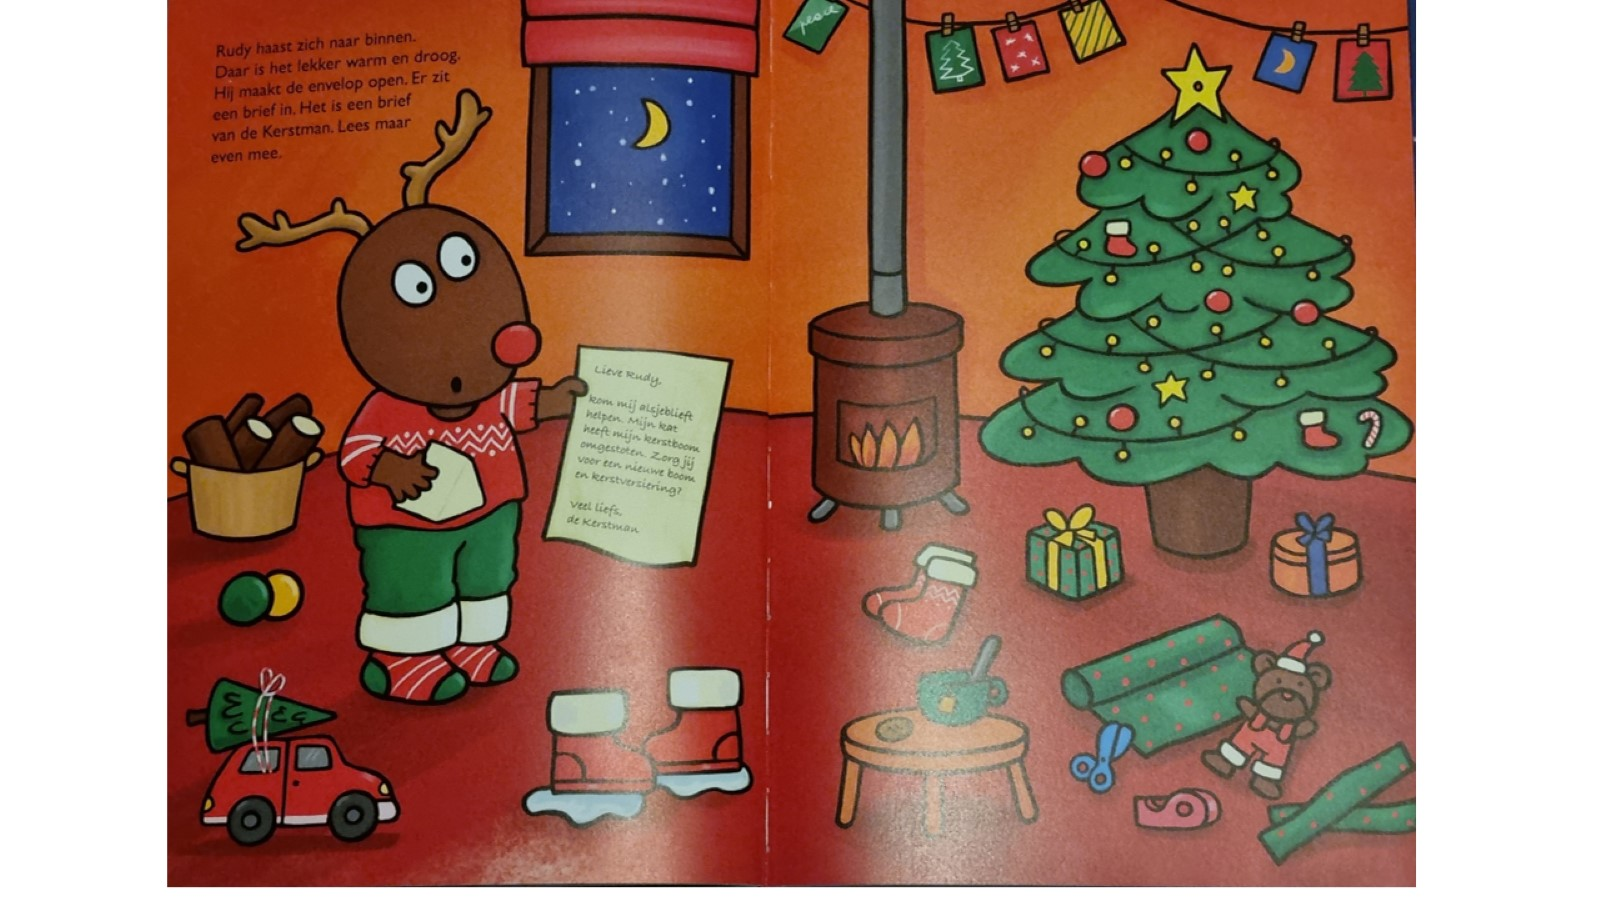 Rudy haast zich naar binnen.
Daar is het lekker warm en droog.
Hij maakt de envelop open. Er zit
een brief in. Het is een brief
van de Kerstman. Lees maar
even mee.
Lieve Rudy,
kom mij alsjeblieft
helpen. Mijn kat
heeft mijn kerstboom
omgestoten. Zorg jij
voor een nieuwe boom
en kerstversiering?
Veel liefs,
de Kerstman
peace